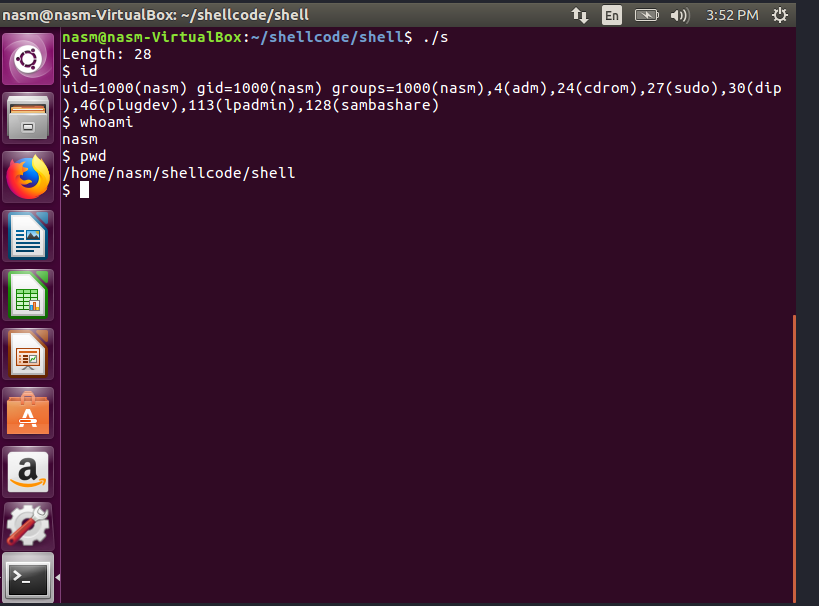 nasm@nasm-VirtualBox: ~/shellcode/shell
En
3:52 PM
nasm@nasm-VirtualBox:~/shellcode/shell$ ./s
Length: 28
$ id
uid=1000(nasm) gid=1000(nasm) groups=1000(nasm),4(adm),24(cdrom),27(sudo),30(dip
),46(plugdev),113(lpadmin),128(sambashare)
$ whoami
nasm
$ pwd
/home/nasm/shellcode/shell
$
A
a
>_